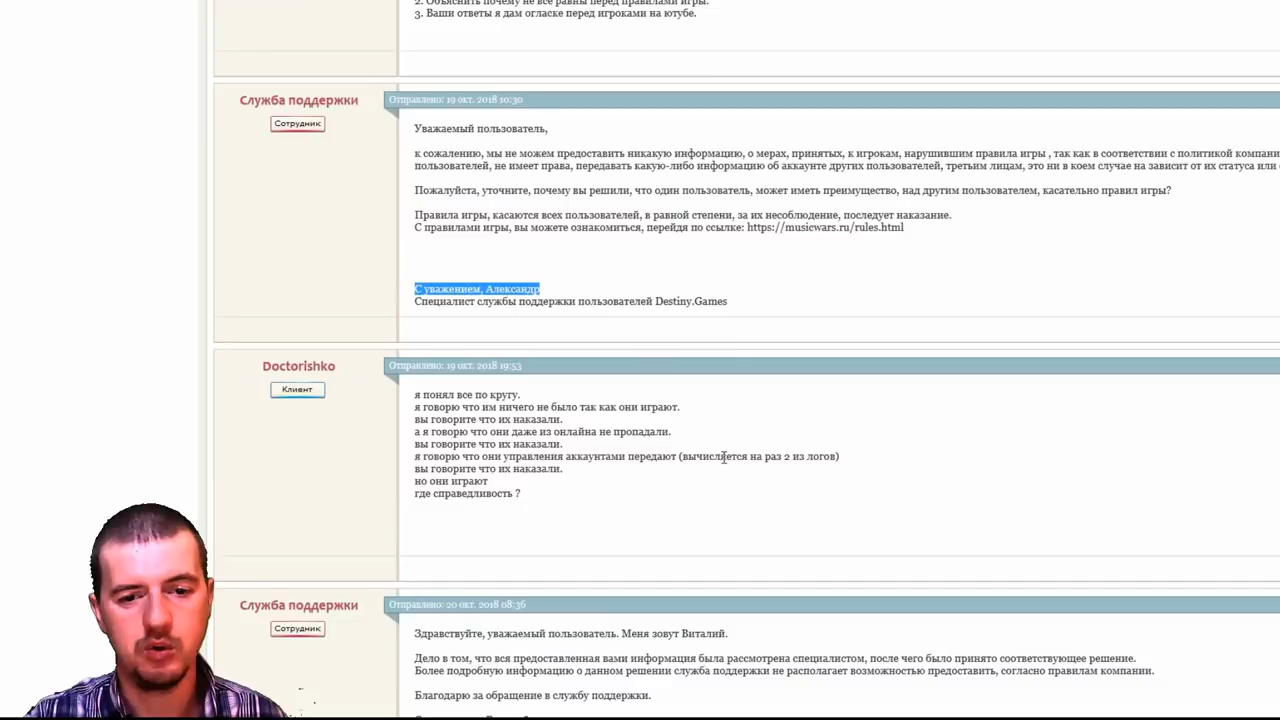 2. Объяснить почему не все равны перед правилами игры.
3. Ваши ответы я дам огласке перед игроками на ютубе.
Служба поддержки
Сотрудник
Отправлено: 19 окт. 2018 10:30
Уважаемый пользователь,
к сожалению, мы не можем предоставить никакую информацию, о мерах, принятых, к игрокам, нарушившим правила игры , так как в соответствии с политикой компани
пользователей, не имеет права, передавать какую-либо информацию об аккаунте других пользователей, третьим лицам, это ни в коем случае на зависит от их статуса или
Пожалуйста, уточните, почему вы решили, что один пользователь, может иметь преимущество, над другим пользователем, касательно правил игры?
Правила игры, касаются всех пользователей, в равной степени, за их несоблюдение, последует наказание.
С правилами игры, вы можете ознакомиться, перейдя по ссылке: https://musicwars.ru/rules.html
С уважением, Александр
Специалист службы поддержки пользователей Destiny.Games
Doctorishko
Клиент
Отправлено: 19 окт. 2018 19:53
я понял все по кругу.
я говорю что им ничего не было так как они играют.
вы говорите что их наказали.
а я говорю что они даже из онлайна не пропадали.
вы говорите что их наказали.
я говорю что они управления аккаунтами передают (вычисляется на раз 2 из логов)
вы говорите что их наказали.
но они играют
где справедливость ?
Служба поддержки
Сотрудник
Отправлено: 20 окт. 2018 08:36
Здравствуйте, уважаемый пользователь. Меня зовут Виталий.
Дело в том, что вся предоставленная вами информация была рассмотрена специалистом, после чего было принято соответствующее решение.
Более подробную информацию о данном решении служба поддержки не располагает возможностью предоставить, согласно правилам компании.
Благодарю за обращение в службу поддержки.